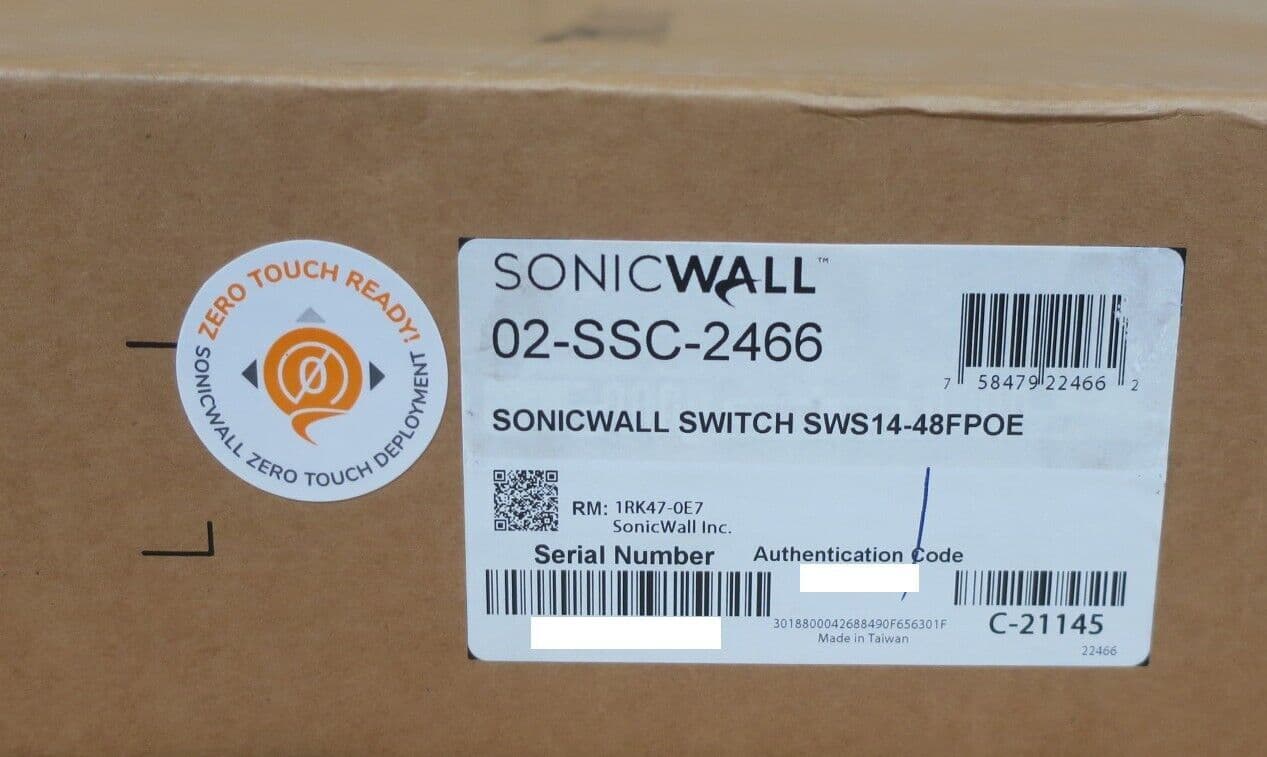 ZERO TOUCH READY!
SONICWALL ZERO TOUCH DEPLOYMENT
SONICWALL™
02-SSC-2466
7 58479 22466 2
SONICWALL SWITCH SWS14-48FPOE
RM: 1RK47-0E7
SonicWall Inc.
Serial Number
Authentication Code
3018800042688490F656301F
Made in Taiwan
C-21145
22466